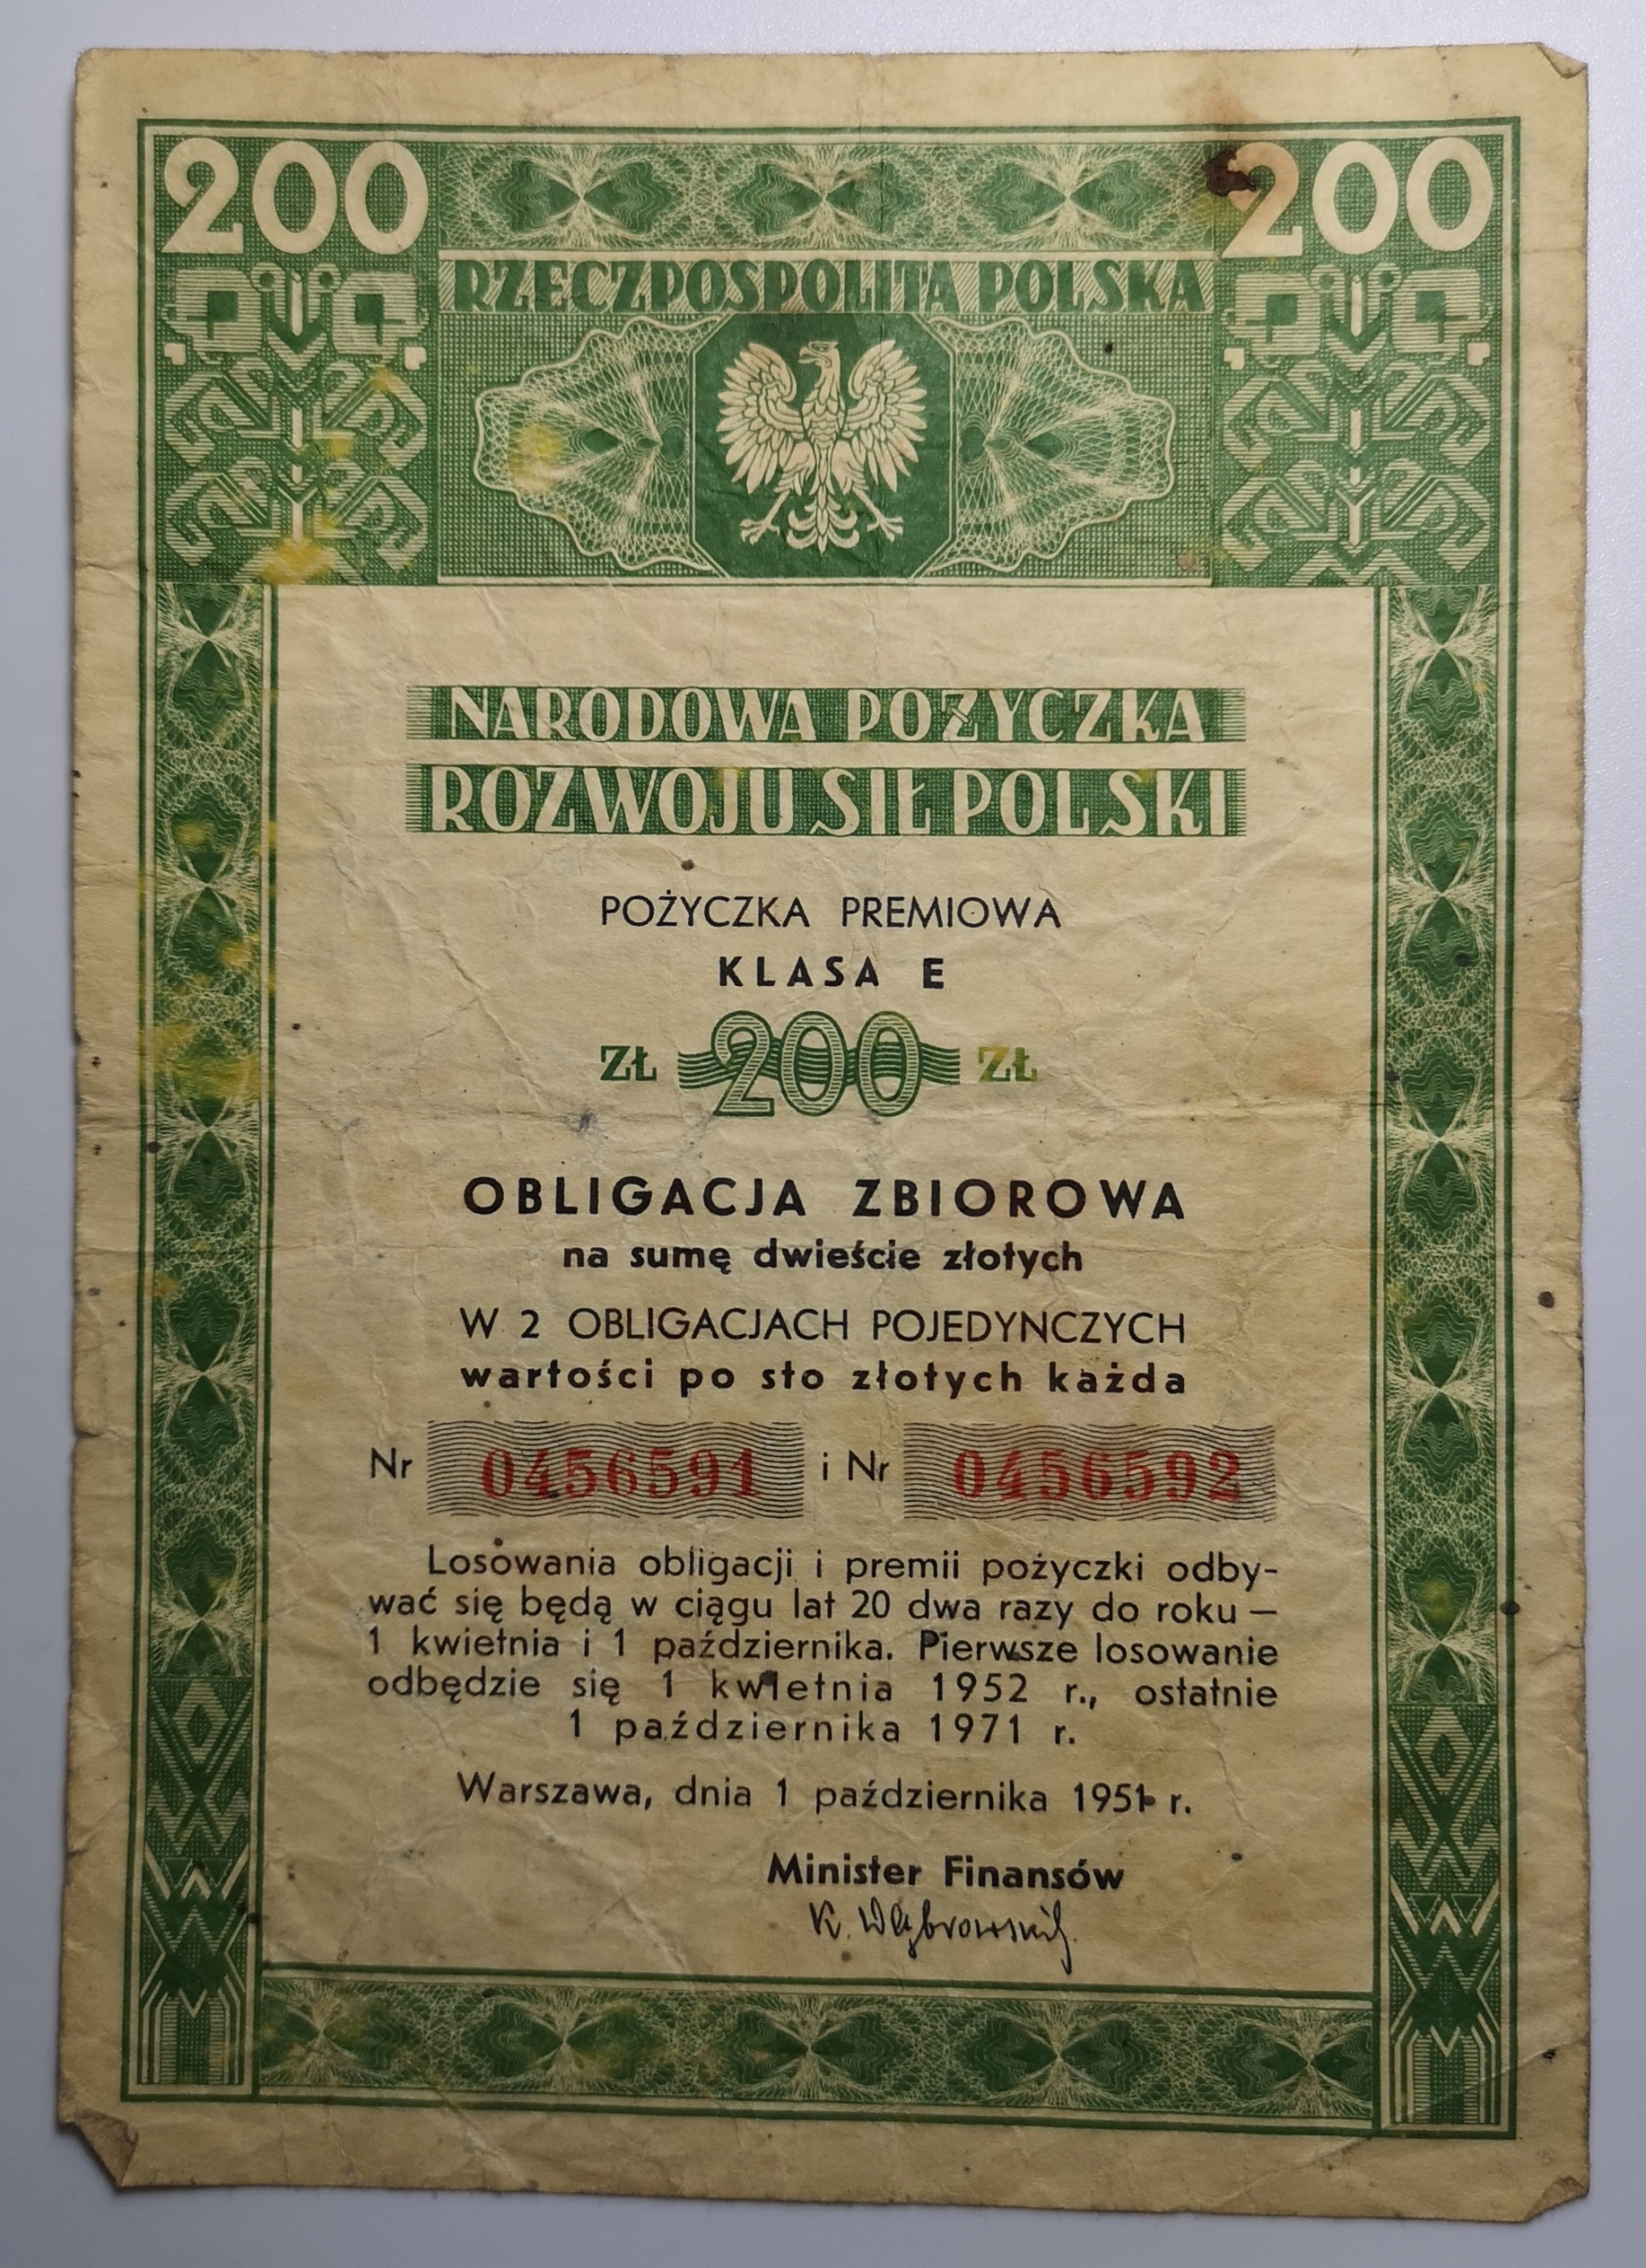 200 200
RZECZPOSPOLITA POLSKA
NARODOWA POŻYCZKA
ROZWOJU SIŁ POLSKI
POŻYCZKA PREMIOWA
KLASA E
ZŁ 200 ZŁ
OBLIGACJA ZBIOROWA
na sumę dwieście złotych
W 2 OBLIGACJACH POJEDYNCZYCH
wartości po sto złotych każda
Nr 0456591 i Nr 0456592
Losowania obligacji i premii pożyczki odby-
wać się będą w ciągu lat 20 dwa razy do roku —
1 kwietnia i 1 października. Pierwsze losowanie
odbędzie się 1 kwietnia 1952 r., ostatnie
1 października 1971 r.
Warszawa, dnia 1 października 1951 r.
Minister Finansów
K. Dąbrowski